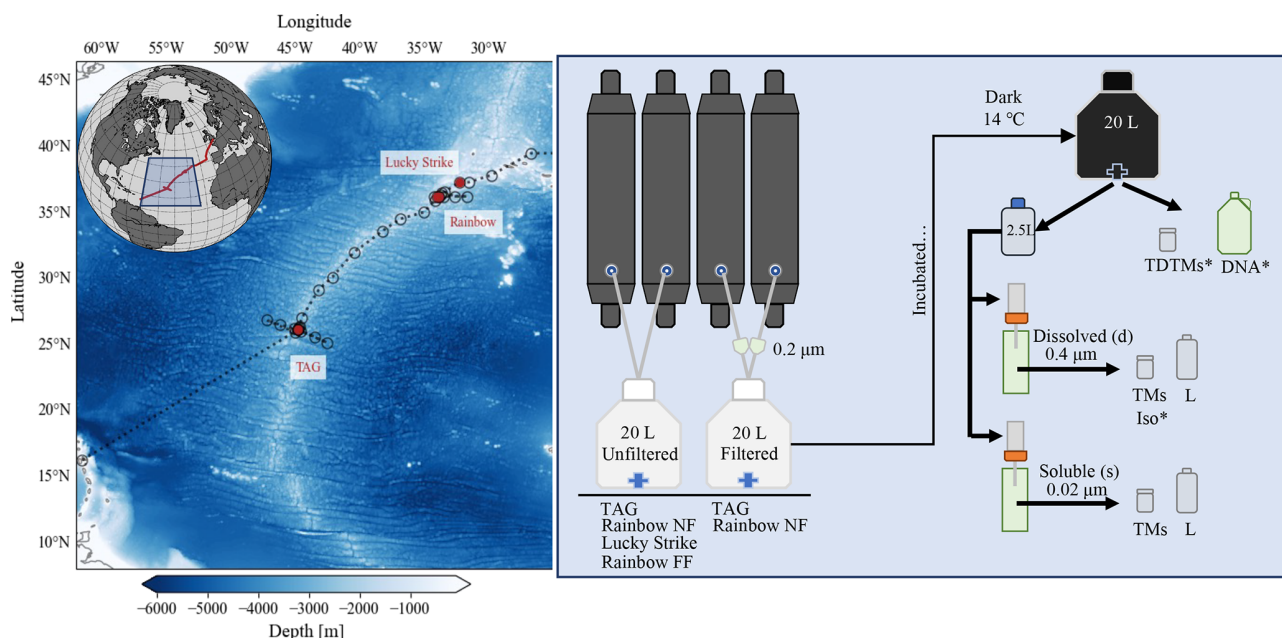 Longitude
60°W 55°W 50°W 45°W 40°W 35°W 30°W
Latitude
45°N
40°N
35°N
30°N
25°N
20°N
15°N
10°N
Lucky Strike
Rainbow
TAG
−6000 −5000 −4000 −3000 −2000 −1000
Depth [m]
0.2 μm
20 L
Unfiltered
20 L
Filtered
TAG
Rainbow NF
Lucky Strike
Rainbow FF
TAG
Rainbow NF
Incubated...
Dark
14 °C
20 L
2.5L
TDTMs* DNA*
Dissolved (d)
0.4 μm
TMs L
Iso*
Soluble (s)
0.02 μm
TMs L